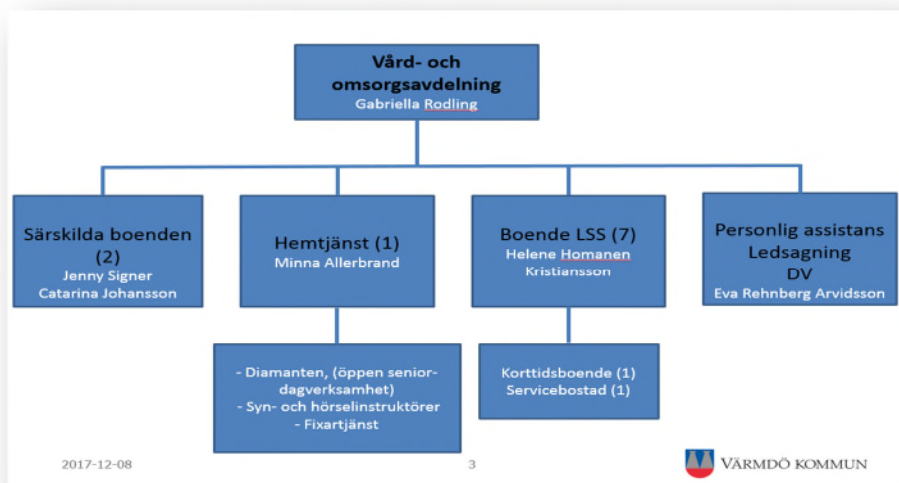 Vård- och
omsorgsavdelning
Gabriella Rodling
Särskilda boenden
(2)
Jenny Signer
Catarina Johansson
Hemtjänst (1)
Minna Allerbrand
Boende LSS (7)
Helene Homanen
Kristiansson
Personlig assistans
Ledsagning
DV
Eva Rehnberg Arvidsson
- Diamanten, (öppen senior-
dagverksamhet)
- Syn- och hörselinstruktörer
- Fixartjänst
Korttidsboende (1)
Servicebostad (1)
2017-12-08
3
VÄRMDÖ KOMMUN